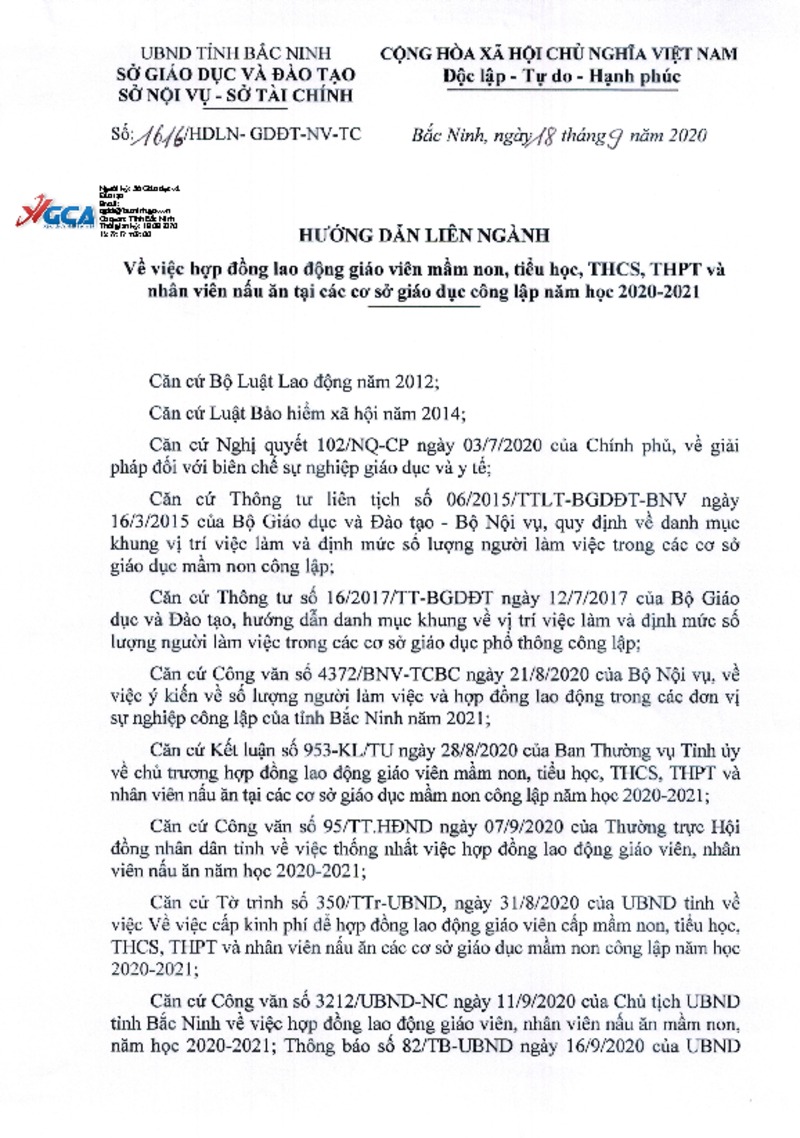 UBND TỈNH BẮC NINH
SỞ GIÁO DỤC VÀ ĐÀO TẠO
SỞ NỘI VỤ - SỞ TÀI CHÍNH
CỘNG HÒA XÃ HỘI CHỦ NGHĨA VIỆT NAM
Độc lập - Tự do - Hạnh phúc
Số: 1616/HDLN- GDĐT-NV-TC
Bắc Ninh, ngày 18 tháng 9 năm 2020
HƯỚNG DẪN LIÊN NGÀNH
Về việc hợp đồng lao động giáo viên mầm non, tiểu học, THCS, THPT và
nhân viên nấu ăn tại các cơ sở giáo dục công lập năm học 2020-2021
Căn cứ Bộ Luật Lao động năm 2012;
Căn cứ Luật Bảo hiểm xã hội năm 2014;
Căn cứ Nghị quyết 102/NQ-CP ngày 03/7/2020 của Chính phủ, về giải
pháp đối với biên chế sự nghiệp giáo dục và y tế;
Căn cứ Thông tư liên tịch số 06/2015/TTLT-BGDĐT-BNV ngày
16/3/2015 của Bộ Giáo dục và Đào tạo - Bộ Nội vụ, quy định về danh mục
khung vị trí việc làm và định mức số lượng người làm việc trong các cơ sở
giáo dục mầm non công lập;
Căn cứ Thông tư số 16/2017/TT-BGDĐT ngày 12/7/2017 của Bộ Giáo
dục và Đào tạo, hướng dẫn danh mục khung về vị trí việc làm và định mức số
lượng người làm việc trong các cơ sở giáo dục phổ thông công lập;
Căn cứ Công văn số 4372/BNV-TCBC ngày 21/8/2020 của Bộ Nội vụ, về
việc ý kiến về số lượng người làm việc và hợp đồng lao động trong các đơn vị
sự nghiệp công lập của tỉnh Bắc Ninh năm 2021;
Căn cứ Kết luận số 953-KL/TU ngày 28/8/2020 của Ban Thường vụ Tỉnh ủy
về chủ trương hợp đồng lao động giáo viên mầm non, tiểu học, THCS, THPT và
nhân viên nấu ăn tại các cơ sở giáo dục mầm non công lập năm học 2020-2021;
Căn cứ Công văn số 95/TT.HĐND ngày 07/9/2020 của Thường trực Hội
đồng nhân dân tỉnh về việc thống nhất việc hợp đồng lao động giáo viên, nhân
viên nấu ăn năm học 2020-2021;
Căn cứ Tờ trình số 350/TTr-UBND, ngày 31/8/2020 của UBND tỉnh về
việc Về việc cấp kinh phí để hợp đồng lao động giáo viên cấp mầm non, tiểu học,
THCS, THPT và nhân viên nấu ăn các cơ sở giáo dục mầm non công lập năm học
2020-2021;
Căn cứ Công văn số 3212/UBND-NC ngày 11/9/2020 của Chủ tịch UBND
tỉnh Bắc Ninh về việc hợp đồng lao động giáo viên, nhân viên nấu ăn mầm non,
năm học 2020-2021; Thông báo số 82/TB-UBND ngày 16/9/2020 của UBND